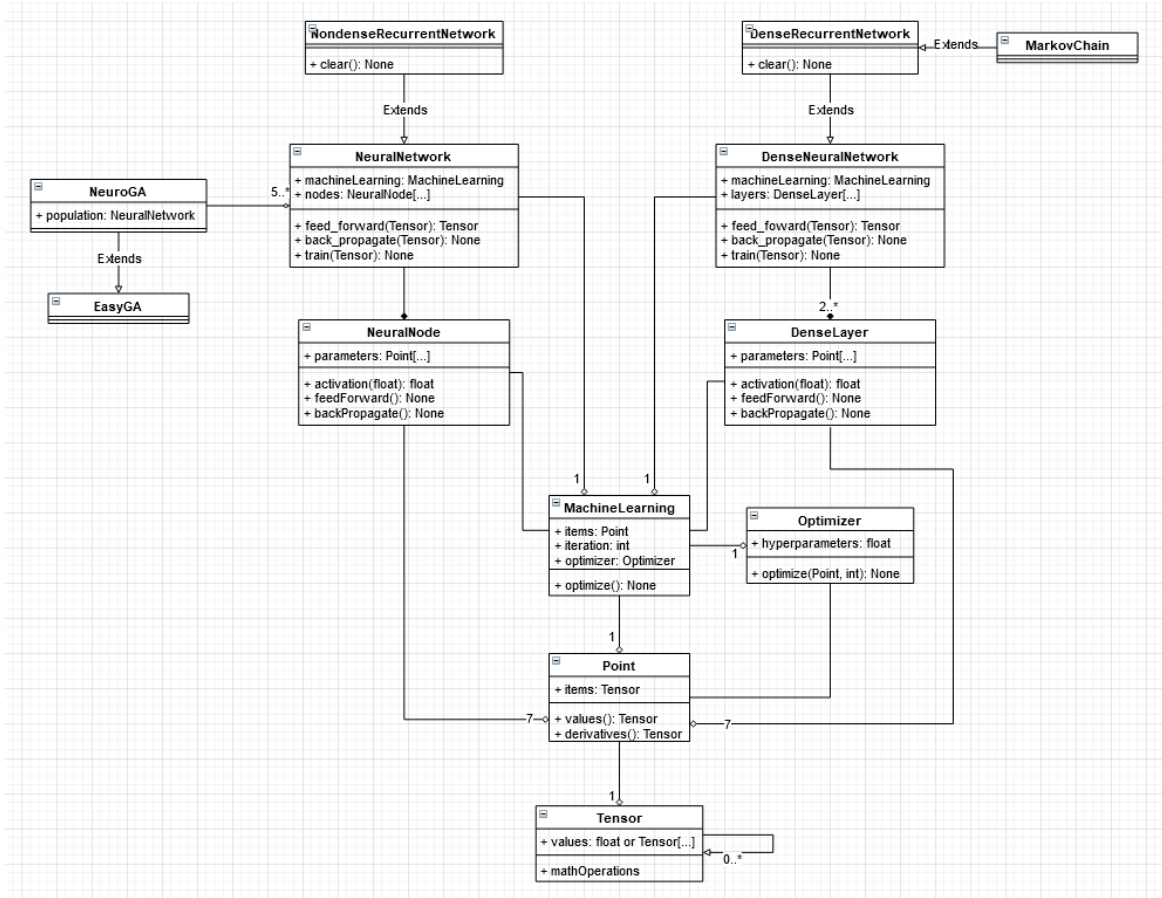 NondenseRecurrentNetwork
+ clear(): None
DenseRecurrentNetwork
+ clear(): None
Extends
MarkovChain
Extends
Extends
NeuroGA
+ population: NeuralNetwork
5..*
NeuralNetwork
+ machineLearning: MachineLearning
+ nodes: NeuralNode[...]
+ feed_forward(Tensor): Tensor
+ back_propagate(Tensor): None
+ train(Tensor): None
DenseNeuralNetwork
+ machineLearning: MachineLearning
+ layers: DenseLayer[...]
+ feed_foward(Tensor): Tensor
+ back_propagate(Tensor): None
+ train(Tensor): None
Extends
EasyGA
2..*
NeuralNode
+ parameters: Point[...]
+ activation(float): float
+ feedForward(): None
+ backPropagate(): None
DenseLayer
+ parameters: Point[...]
+ activation(float): float
+ feedForward(): None
+ backPropagate(): None
1
1
MachineLearning
+ items: Point
+ iteration: int
+ optimizer: Optimizer
+ optimize(): None
1
Optimizer
+ hyperparameters: float
+ optimize(Point, int): None
1
Point
+ items: Tensor
+ values(): Tensor
+ derivatives(): Tensor
7
7
1
Tensor
+ values: float or Tensor[...]
+ mathOperations
0..*